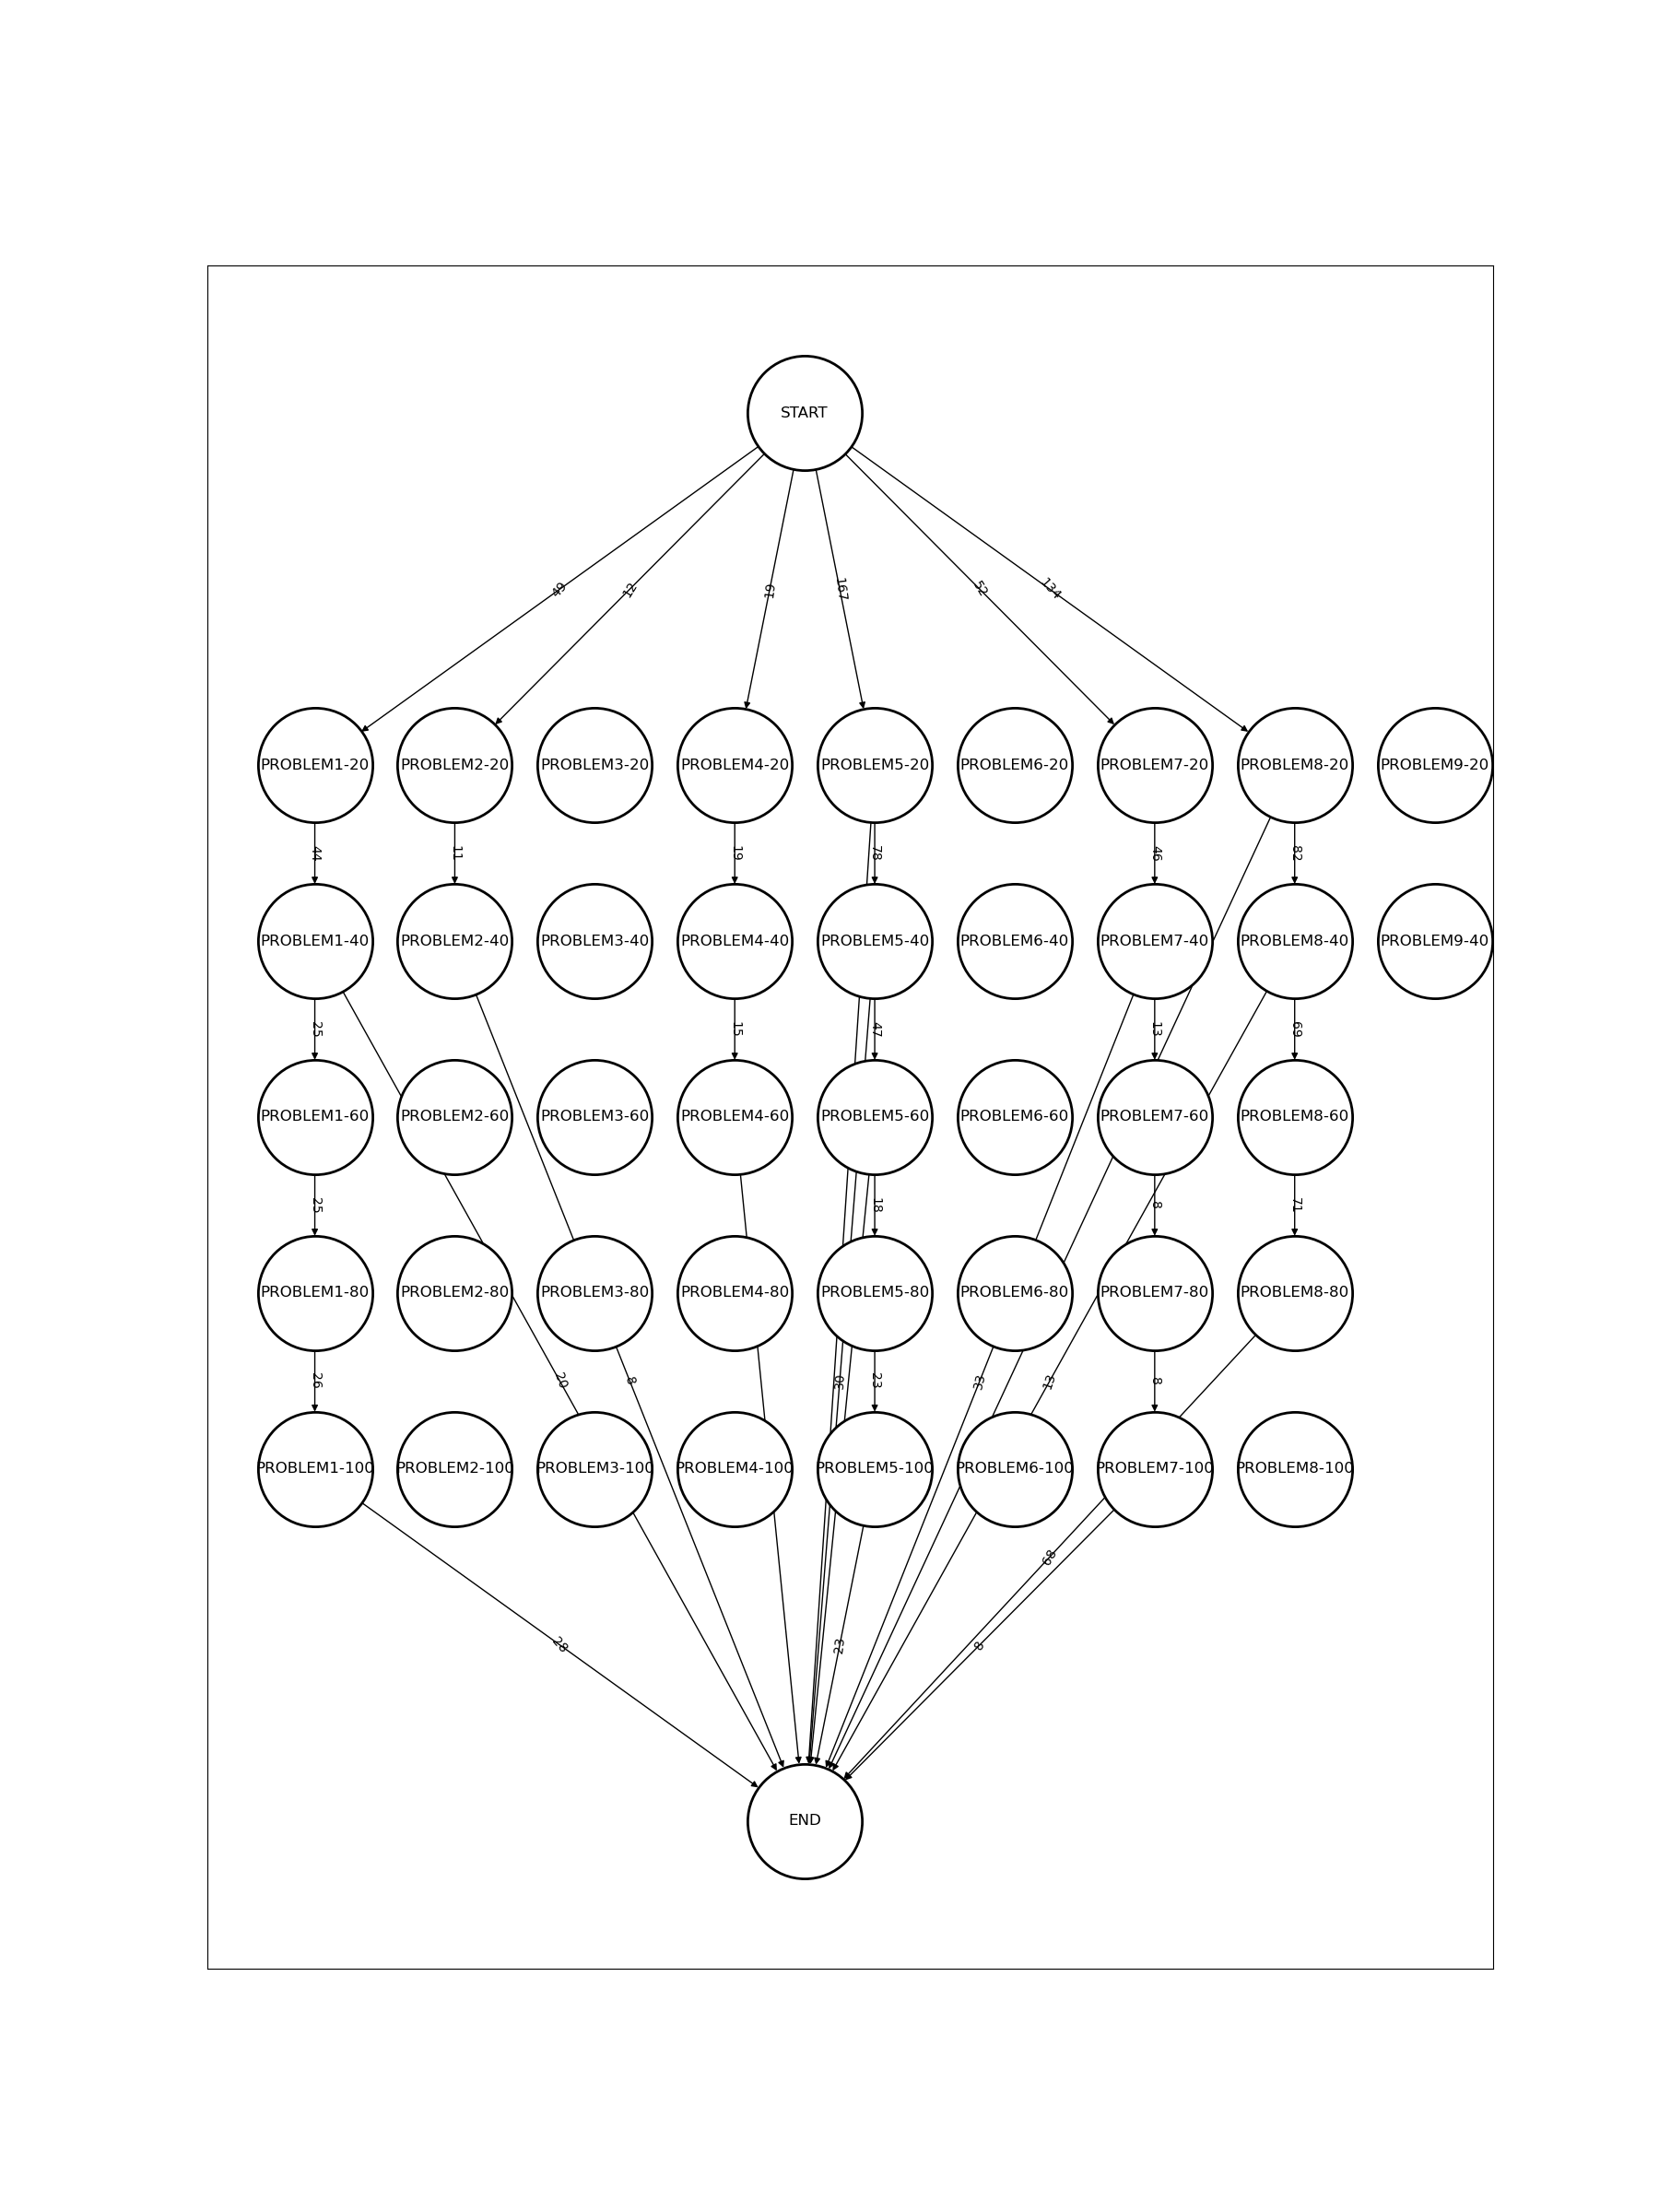 START
49 12 19 167 52 134
PROBLEM1-20 PROBLEM2-20 PROBLEM3-20 PROBLEM4-20 PROBLEM5-20 PROBLEM6-20 PROBLEM7-20 PROBLEM8-20 PROBLEM9-20
44 11 19 78 46 82
PROBLEM1-40 PROBLEM2-40 PROBLEM3-40 PROBLEM4-40 PROBLEM5-40 PROBLEM6-40 PROBLEM7-40 PROBLEM8-40 PROBLEM9-40
25 15 47 13 69
PROBLEM1-60 PROBLEM2-60 PROBLEM3-60 PROBLEM4-60 PROBLEM5-60 PROBLEM6-60 PROBLEM7-60 PROBLEM8-60
25 18 8 71
PROBLEM1-80 PROBLEM2-80 PROBLEM3-80 PROBLEM4-80 PROBLEM5-80 PROBLEM6-80 PROBLEM7-80 PROBLEM8-80
26 20 8 30 23 33 13 8
PROBLEM1-100 PROBLEM2-100 PROBLEM3-100 PROBLEM4-100 PROBLEM5-100 PROBLEM6-100 PROBLEM7-100 PROBLEM8-100
68
28 23 8
END